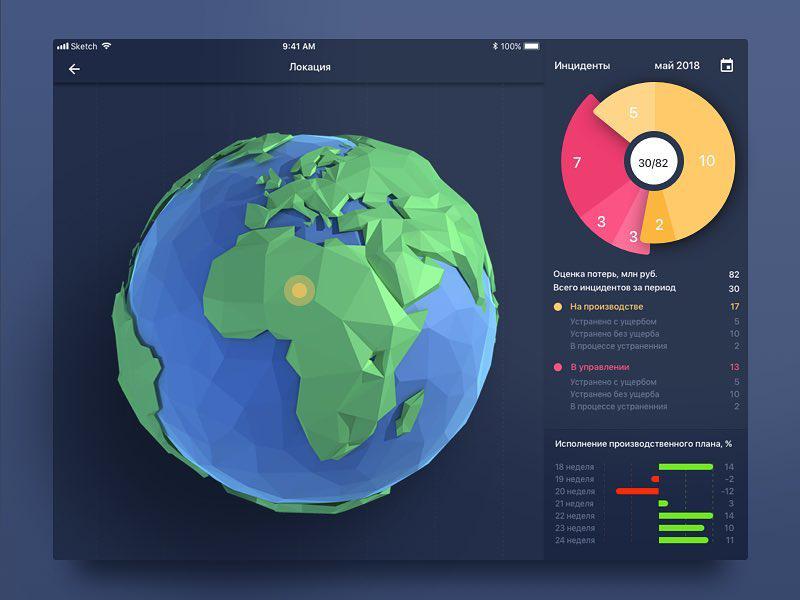 Sketch
9:41 AM
100%
Локация
Инциденты май 2018
5
10
7
30/82
3
3
2
Оценка потерь, млн руб. 82
Всего инцидентов за период 30
На производстве 17
Устранено с ущербом 5
Устранено без ущерба 10
В процессе устраненния 2
В управлении 13
Устранено с ущербом 5
Устранено без ущерба 10
В процессе устраненния 2
Исполнение производственного плана, %
18 неделя 14
19 неделя -2
20 неделя -12
21 неделя 3
22 неделя 14
23 неделя 10
24 неделя 11